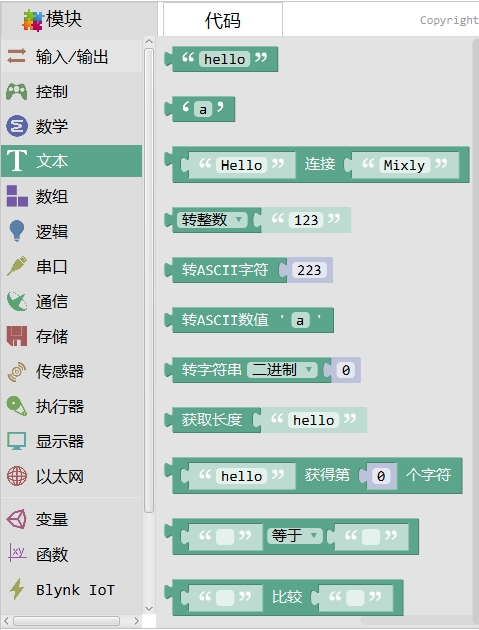 模块
代码
Copyright
输入/输出
控制
数学
文本
数组
逻辑
串口
通信
存储
传感器
执行器
显示器
以太网
变量
xy 函数
Blynk IoT
“ hello ”
‘ a ’
“ Hello ” 连接 “ Mixly ”
转整数 “ 123 ”
转ASCII字符 223
转ASCII数值 ' a '
转字符串 二进制 0
获取长度 “ hello ”
“ hello ” 获得第 0 个字符
“ ” 等于 “ ”
“ ” 比较 “ ”